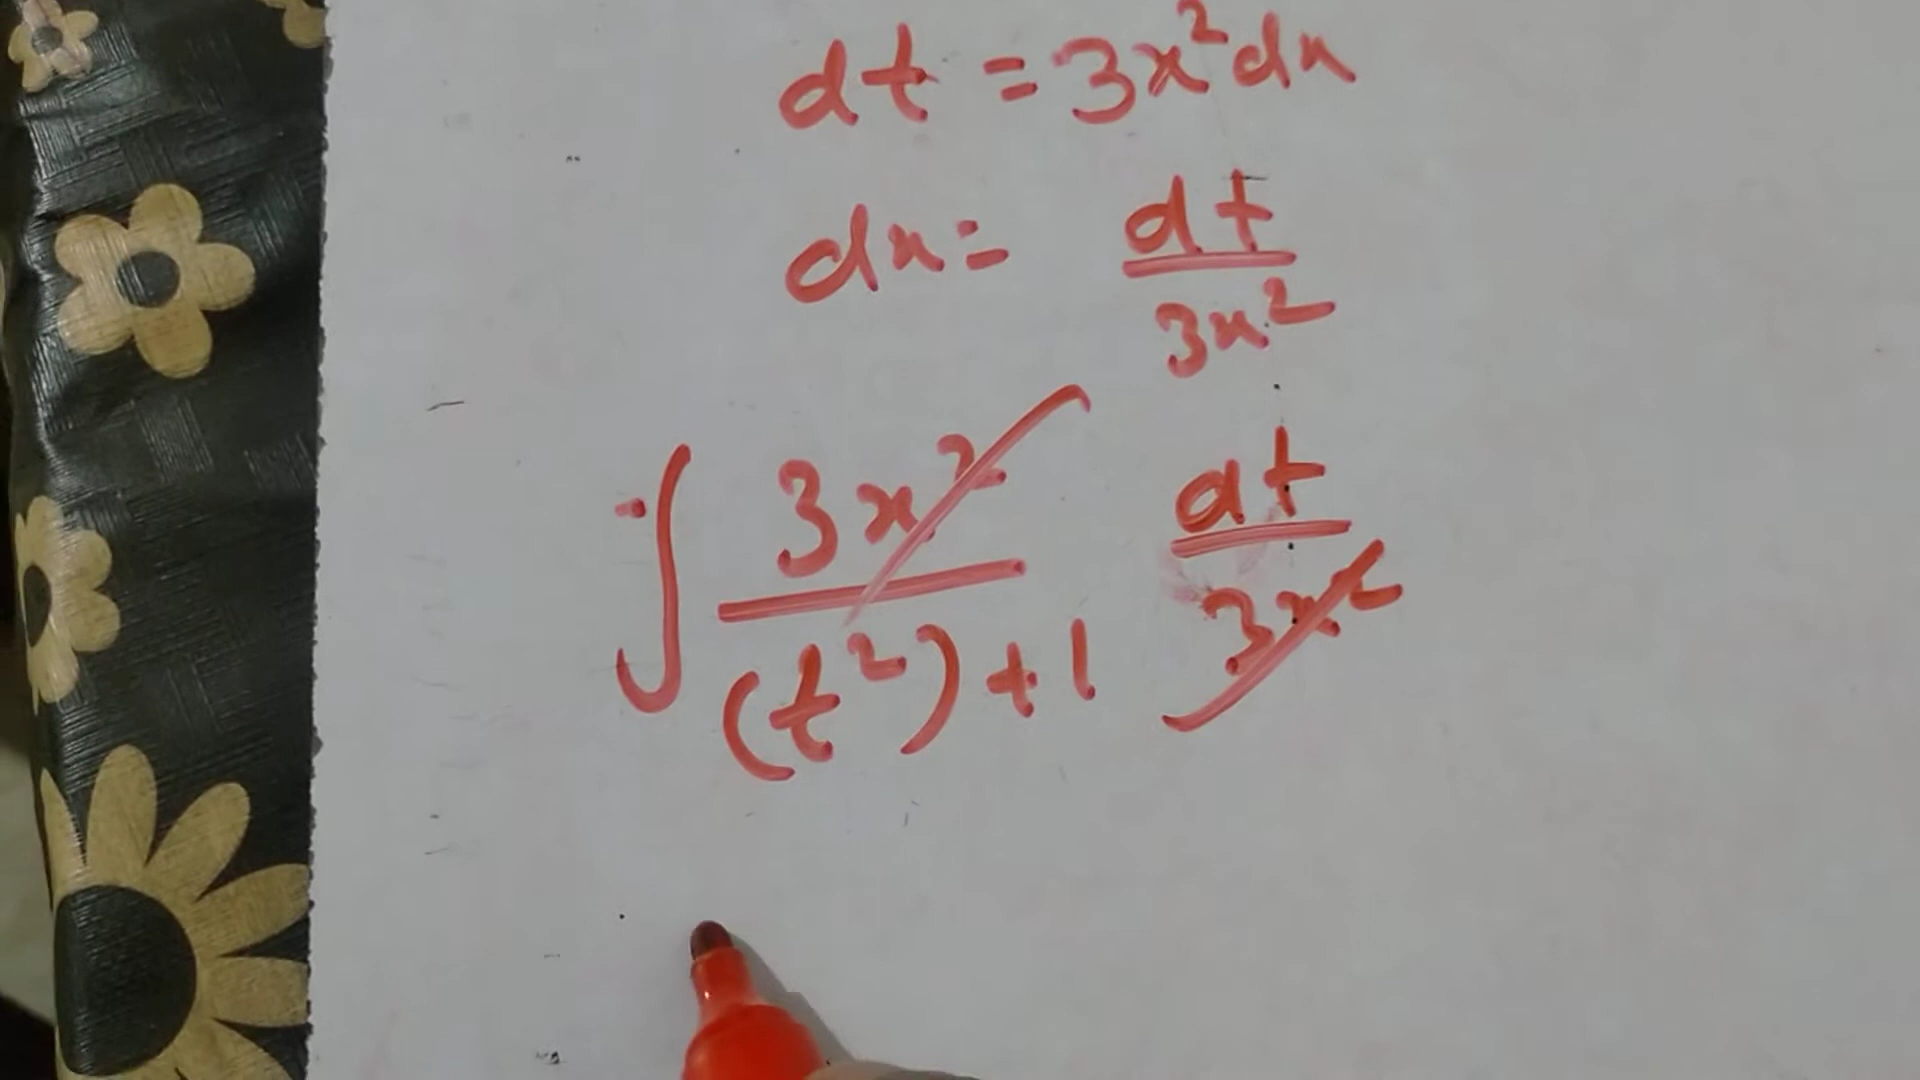 dt = 3x²dx
dx = dt/3x²
∫ 3x²/(t²)+1 dt/3x²